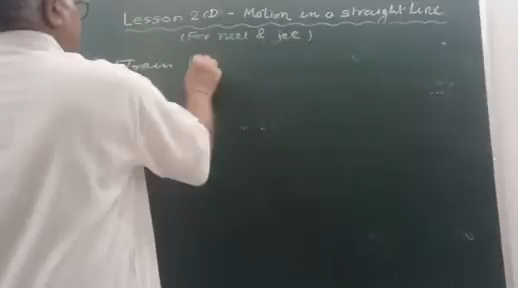 Lesson 2(D) - Motion in a straight line
(For neet & jee)
Train